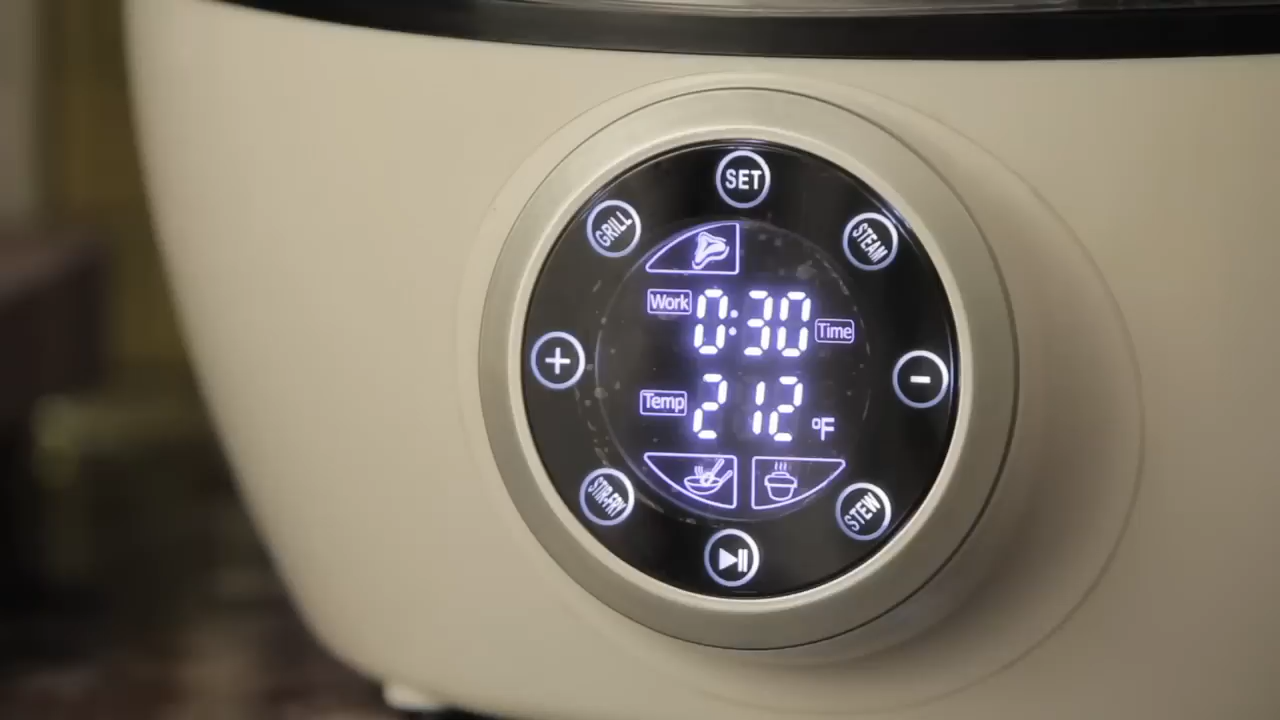 SET
GRILL
STEAM
Work 0:30 Time
+
-
Temp 212 °F
STIR-FRY
STEW